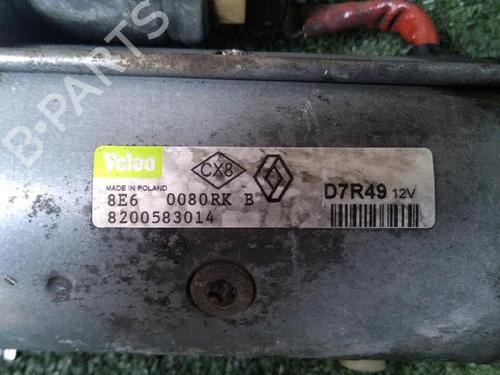 B-PARTS
Valeo
CX8
MADE IN POLAND
8E6 0080RK B
8200583014
D7R49 12V